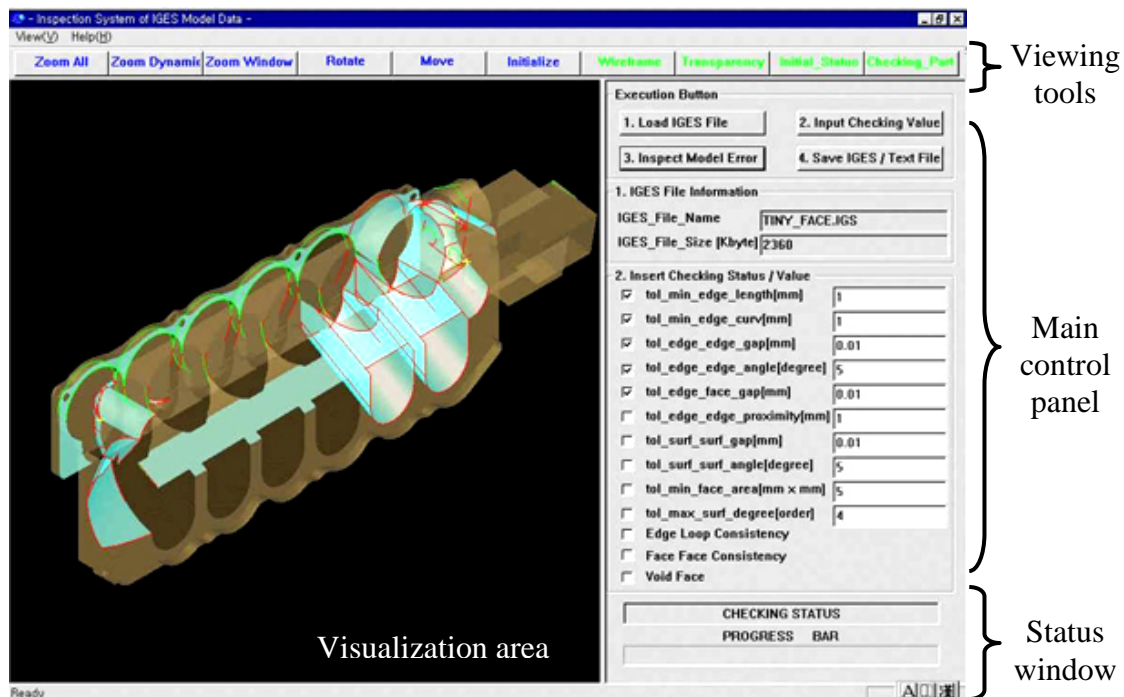 - Inspection System of IGES Model Data -
View(V) Help(H)
Zoom All Zoom Dynamic Zoom Window Rotate Move Initialize Wireframe Transparency Initial_Status Checking_Part
Viewing
tools
Execution Button
1. Load IGES File 2. Input Checking Value
3. Inspect Model Error 4. Save IGES / Text File
1. IGES File Information
IGES_File_Name TINY_FACE.IGS
IGES_File_Size [Kbyte] 2360
2. Insert Checking Status / Value
tol_min_edge_length[mm] 1
tol_min_edge_curv[mm] 1
tol_edge_edge_gap[mm] 0.01
tol_edge_edge_angle[degree] 5
tol_edge_face_gap[mm] 0.01
tol_edge_edge_proximity[mm] 1
tol_surf_surf_gap[mm] 0.01
tol_surf_surf_angle[degree] 5
tol_min_face_area[mm x mm] 5
tol_max_surf_degree[order] 4
Edge Loop Consistency
Face Face Consistency
Void Face
Main
control
panel
CHECKING STATUS
PROGRESS BAR
Visualization area
Status
window
Ready